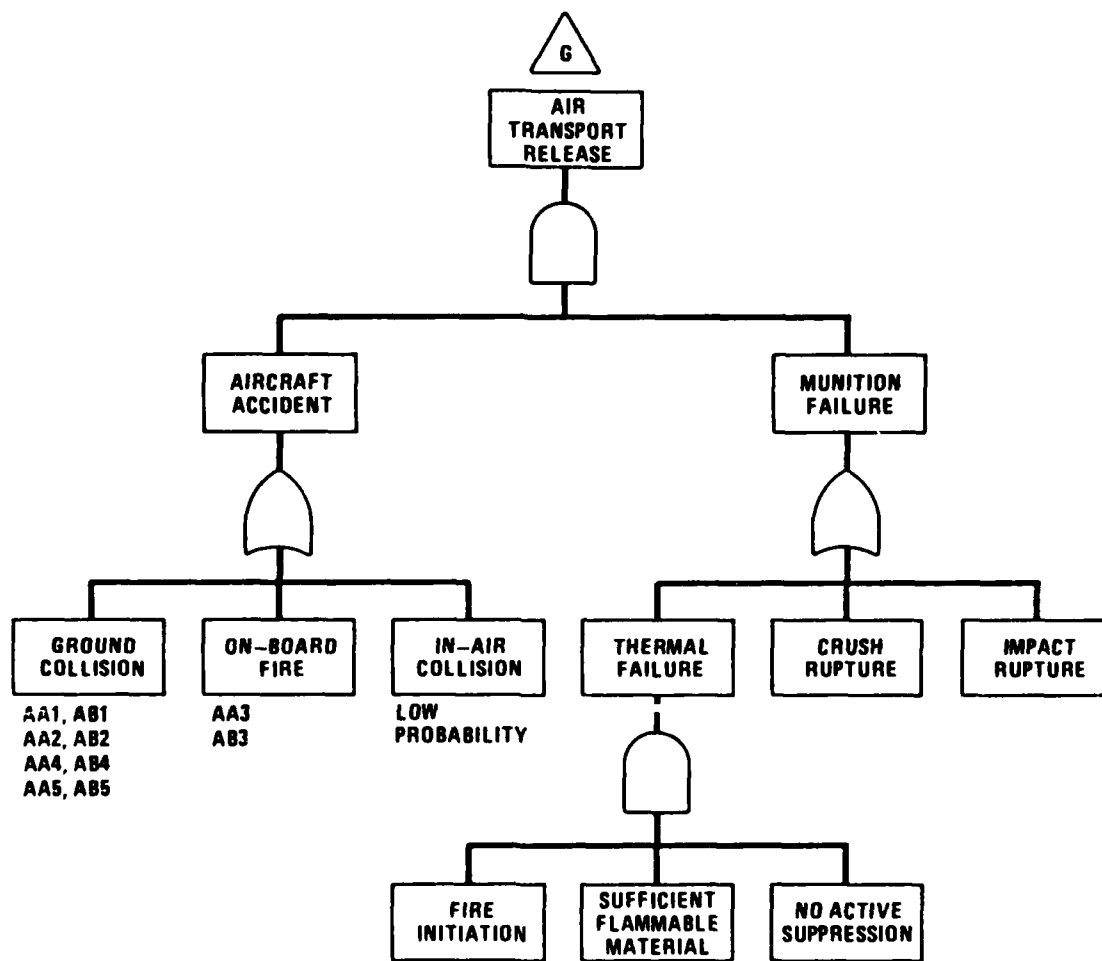 G
AIR
TRANSPORT
RELEASE
AIRCRAFT
ACCIDENT
MUNITION
FAILURE
GROUND
COLLISION
ON-BOARD
FIRE
IN-AIR
COLLISION
THERMAL
FAILURE
CRUSH
RUPTURE
IMPACT
RUPTURE
AA1, AB1
AA2, AB2
AA4, AB4
AA5, AB5
AA3
AB3
LOW
PROBABILITY
FIRE
INITIATION
SUFFICIENT
FLAMMABLE
MATERIAL
NO ACTIVE
SUPPRESSION